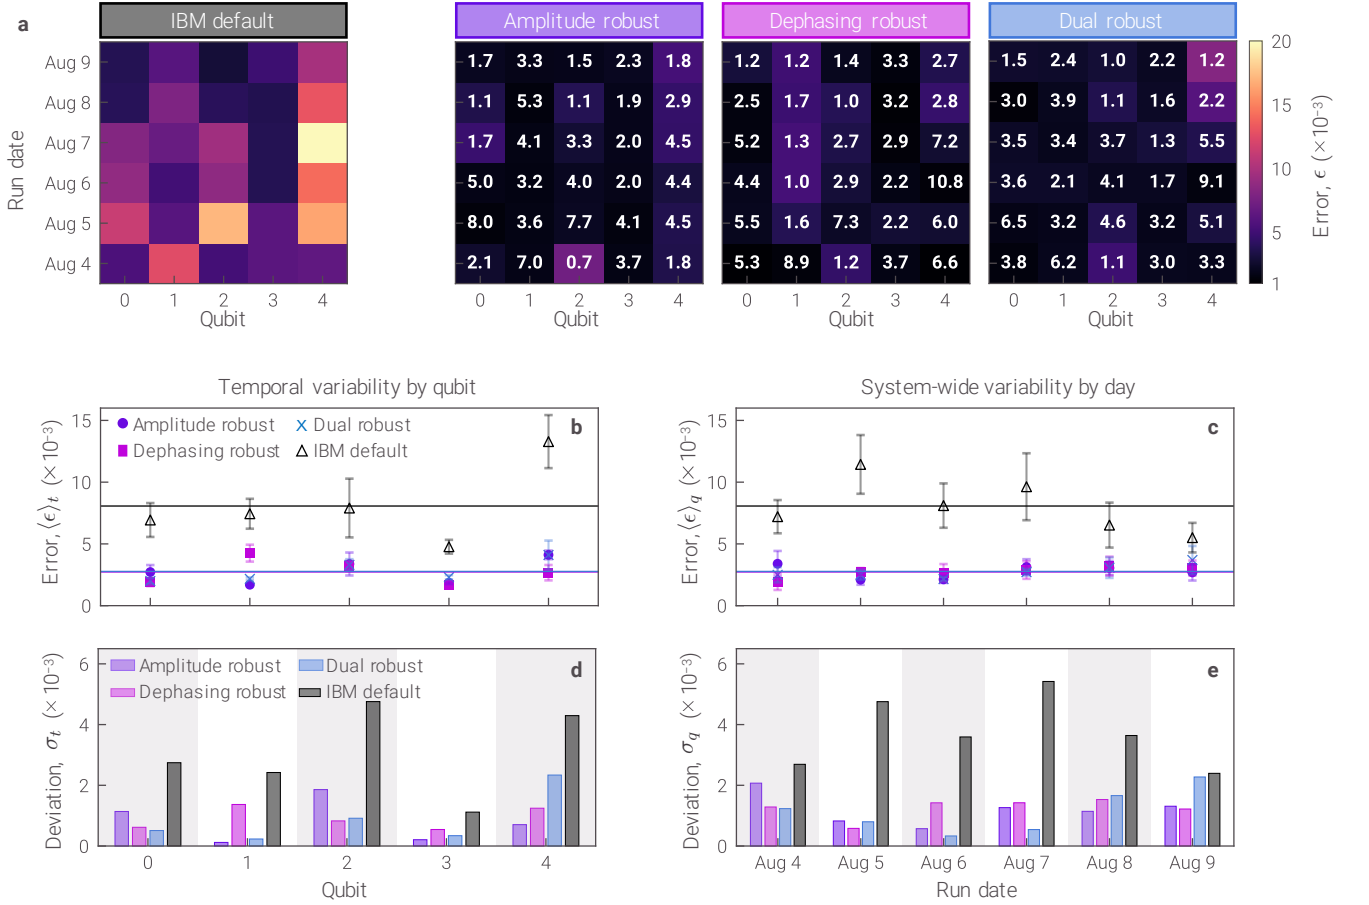 a
IBM default
Amplitude robust
Dephasing robust
Dual robust
Run date
Aug 9
Aug 8
Aug 7
Aug 6
Aug 5
Aug 4
0 1 2 3 4
Qubit
1.7 3.3 1.5 2.3 1.8
1.1 5.3 1.1 1.9 2.9
1.7 4.1 3.3 2.0 4.5
5.0 3.2 4.0 2.0 4.4
8.0 3.6 7.7 4.1 4.5
2.1 7.0 0.7 3.7 1.8
0 1 2 3 4
Qubit
1.2 1.2 1.4 3.3 2.7
2.5 1.7 1.0 3.2 2.8
5.2 1.3 2.7 2.9 7.2
4.4 1.0 2.9 2.2 10.8
5.5 1.6 7.3 2.2 6.0
5.3 8.9 1.2 3.7 6.6
0 1 2 3 4
Qubit
1.5 2.4 1.0 2.2 1.2
3.0 3.9 1.1 1.6 2.2
3.5 3.4 3.7 1.3 5.5
3.6 2.1 4.1 1.7 9.1
6.5 3.2 4.6 3.2 5.1
3.8 6.2 1.1 3.0 3.3
0 1 2 3 4
Qubit
20
15
10
5
1
Error, ϵ (×10⁻³)
Temporal variability by qubit
Error, ⟨ϵ⟩ₜ (×10⁻³)
15
10
5
0
Amplitude robust
Dual robust
Dephasing robust
IBM default
b
System-wide variability by day
Error, ⟨ϵ⟩_q (×10⁻³)
15
10
5
0
c
Deviation, σₜ (×10⁻³)
6
4
2
0
Amplitude robust
Dual robust
Dephasing robust
IBM default
d
0 1 2 3 4
Qubit
Deviation, σ_q (×10⁻³)
6
4
2
0
e
Aug 4 Aug 5 Aug 6 Aug 7 Aug 8 Aug 9
Run date